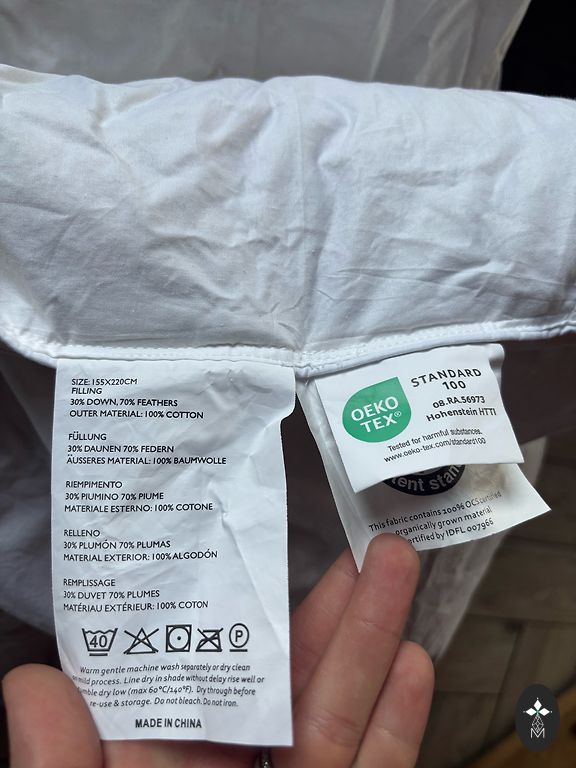 SIZE: 155X220CM
FILLING
30% DOWN, 70% FEATHERS
OUTER MATERIAL: 100% COTTON
FÜLLUNG
30% DAUNEN 70% FEDERN
ÄUSSERES MATERIAL: 100% BAUMWOLLE
RIEMPIMENTO
30% PIUMINO 70% PIUME
MATERIALE ESTERNO: 100% COTONE
RELLENO
30% PLUMÓN 70% PLUMAS
MATERIAL EXTERIOR: 100% ALGODÓN
REMPLISSAGE
30% DUVET 70% PLUMES
MATÉRIAU EXTÉRIEUR: 100% COTON
40 P
Warm gentle machine wash separately or dry clean
on mild process. Line dry in shade without delay rise well or
tumble dry low (max 60°C/140°F). Dry through before
re-use & storage. Do not bleach. Do not iron.
MADE IN CHINA
OEKO
TEX®
STANDARD
100
08.RA.56973
Hohenstein HTTI
Tested for harmful substances.
www.oeko-tex.com/standard100
tent stan
This fabric contains 100% OCS certified
organically grown material
certified by IDFL 007966
M